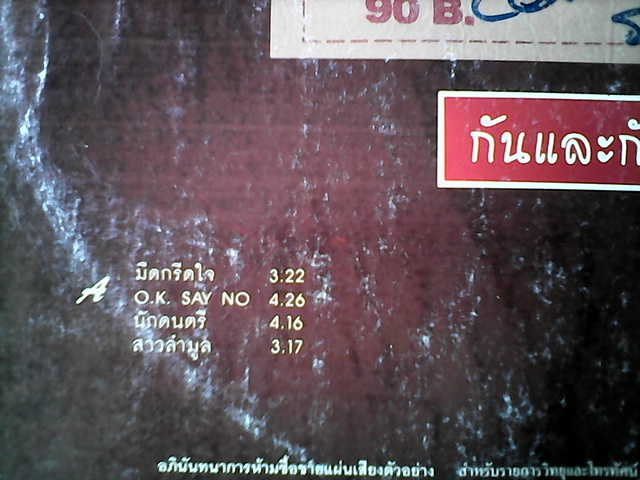 90 B.
กันและกั
A
มีดกรีดใจ 3.22
O.K. SAY NO 4.26
นักดนตรี 4.16
สาวลำมูล 3.17
อภินันทนาการห้ามซื้อขายแผ่นเสียงตัวอย่าง สำหรับรายการวิทยุและโทรทัศน์